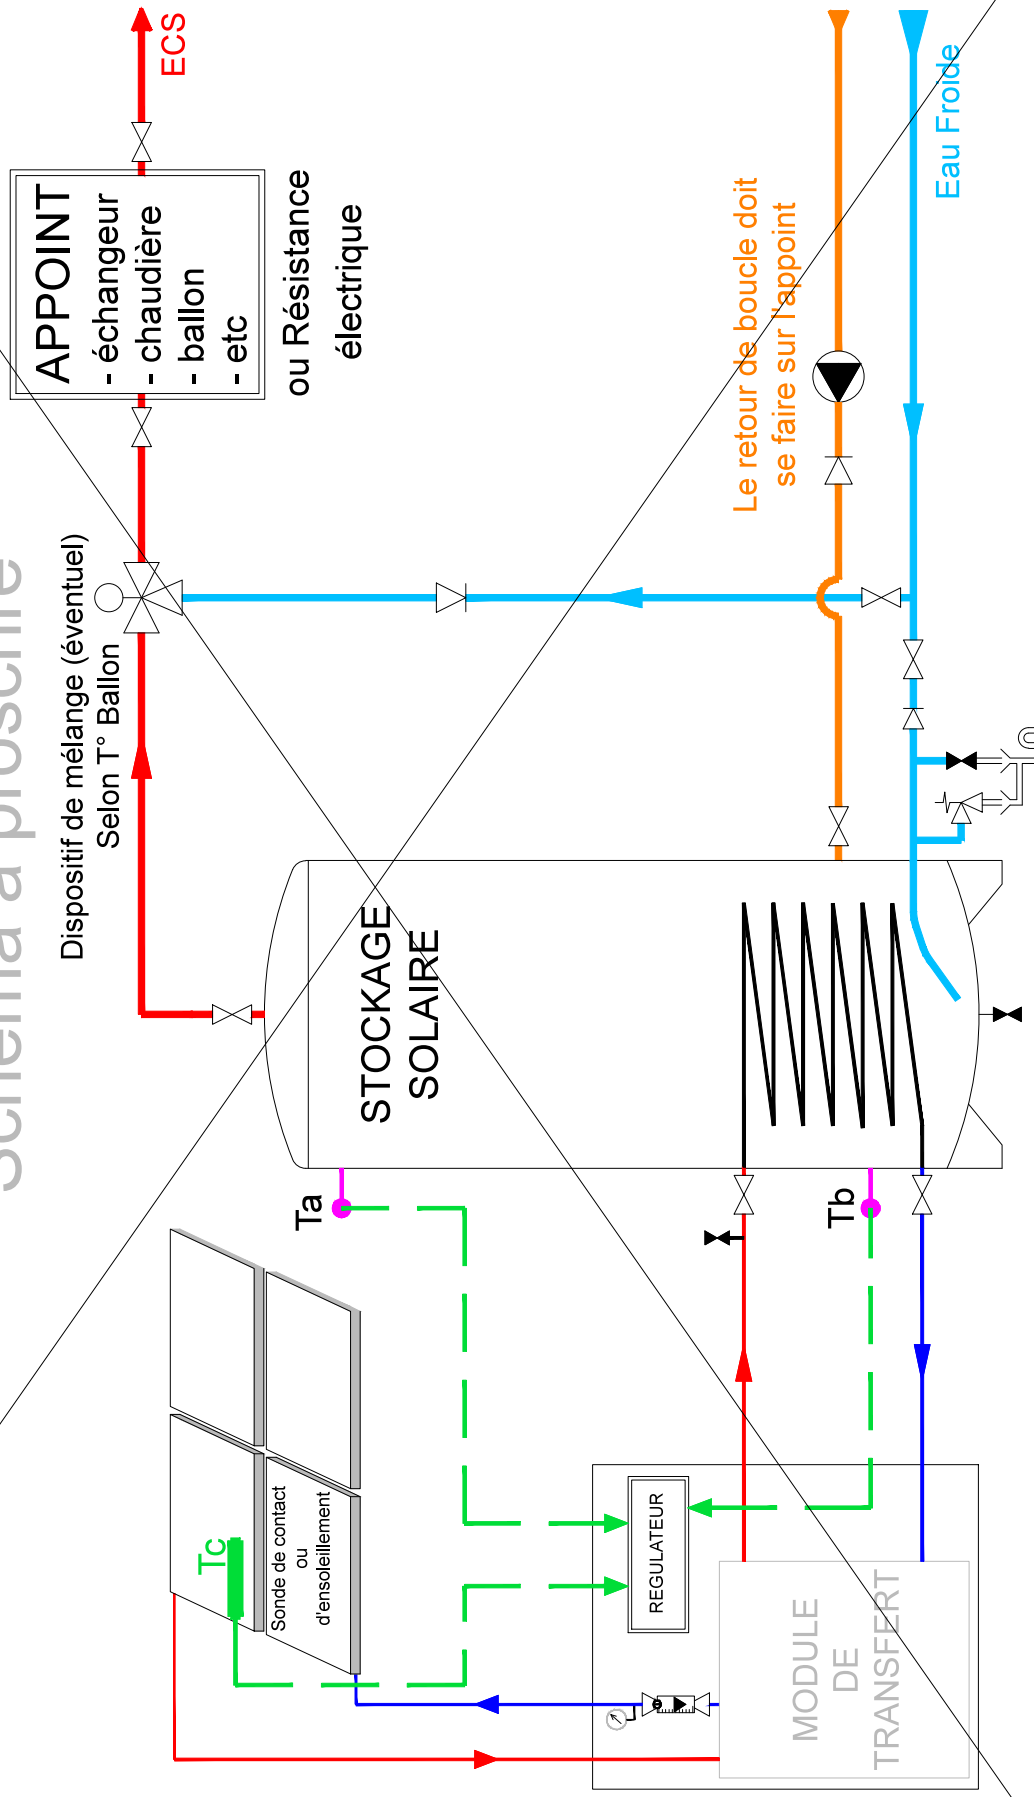 Schéma à proscrire
ECS
APPOINT
- échangeur
- chaudière
- ballon
- etc
ou Résistance
électrique
Dispositif de mélange (éventuel)
Selon T° Ballon
Le retour de boucle doit
se faire sur l'appoint
Eau Froide
STOCKAGE
SOLAIRE
Ta
Tb
Tc
Sonde de contact
ou
d'ensoleillement
REGULATEUR
MODULE
DE
TRANSFERT